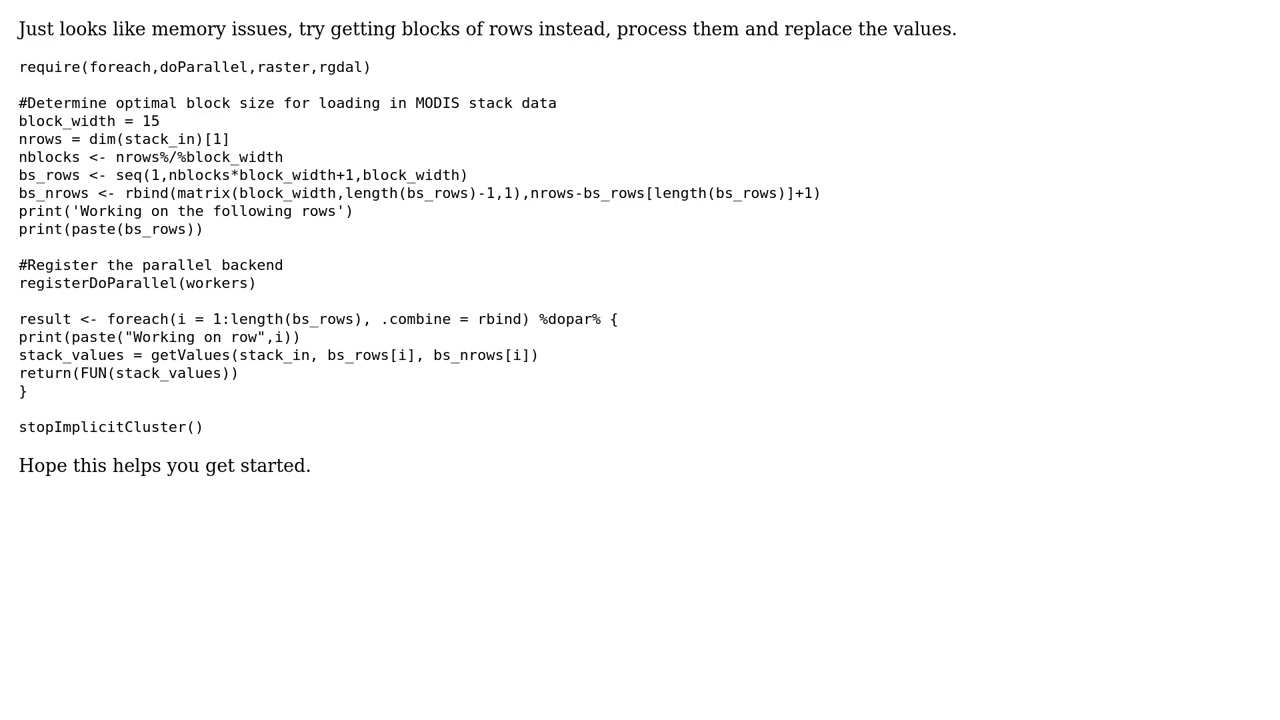 Just looks like memory issues, try getting blocks of rows instead, process them and replace the values.
require(foreach,doParallel,raster,rgdal)
#Determine optimal block size for loading in MODIS stack data
block_width = 15
nrows = dim(stack_in)[1]
nblocks <- nrows%/%block_width
bs_rows <- seq(1,nblocks*block_width+1,block_width)
bs_nrows <- rbind(matrix(block_width,length(bs_rows)-1,1),nrows-bs_rows[length(bs_rows)]+1)
print('Working on the following rows')
print(paste(bs_rows))
#Register the parallel backend
registerDoParallel(workers)
result <- foreach(i = 1:length(bs_rows), .combine = rbind) %dopar% {
print(paste("Working on row",i))
stack_values = getValues(stack_in, bs_rows[i], bs_nrows[i])
return(FUN(stack_values))
}
stopImplicitCluster()
Hope this helps you get started.